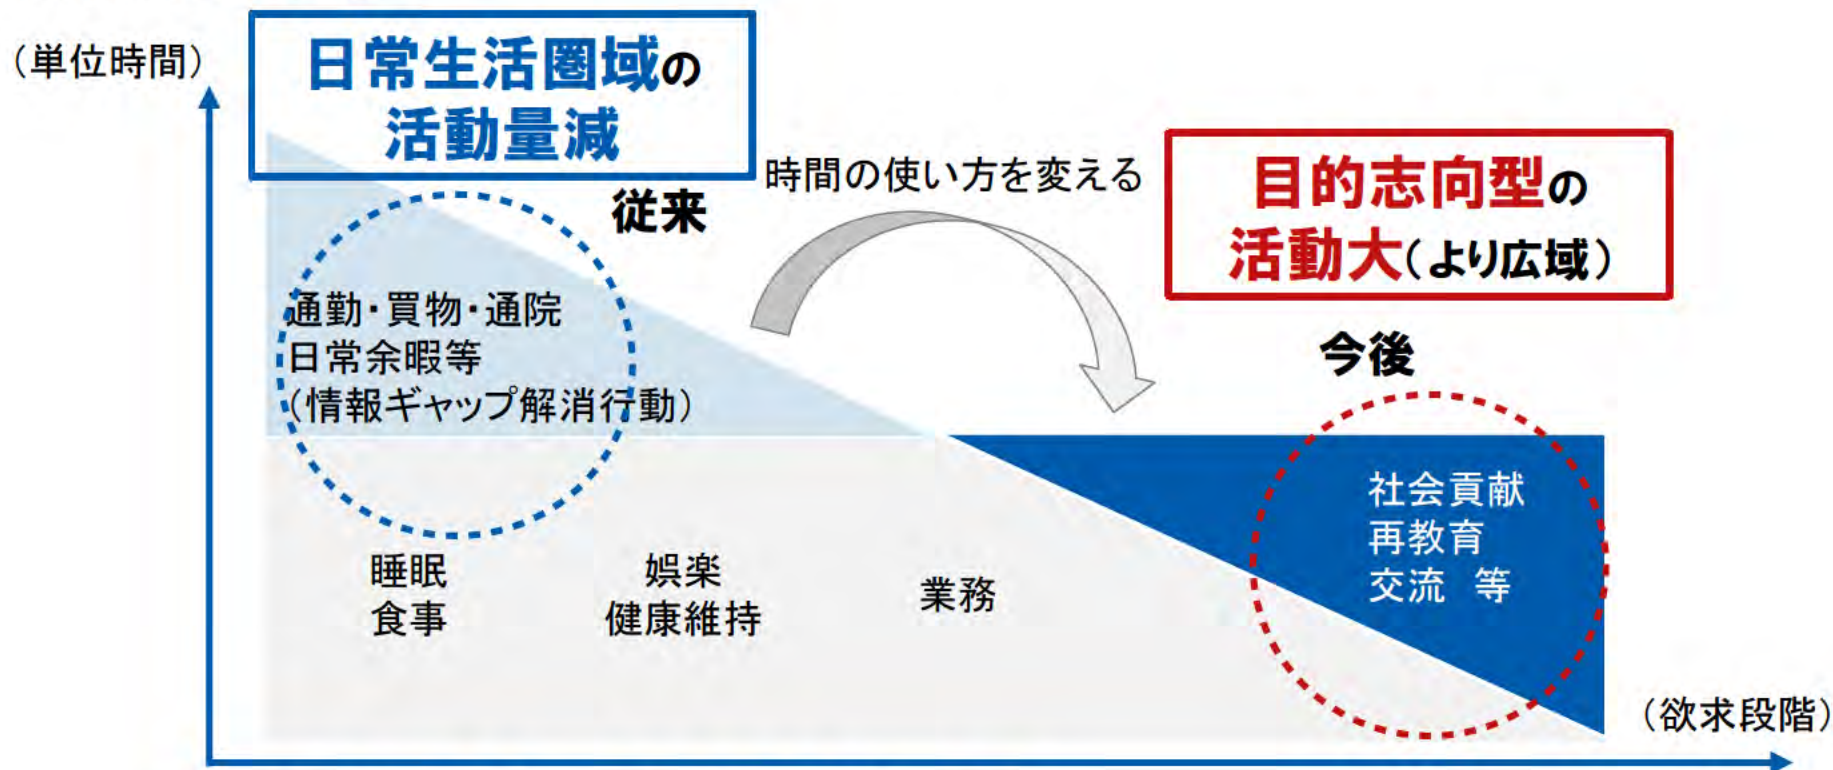 （単位時間）
日常生活圏域の
活動量減
時間の使い方を変える
従来
目的志向型の
活動大（より広域）
今後
通勤・買物・通院
日常余暇等
（情報ギャップ解消行動）
社会貢献
再教育
交流　等
睡眠
食事
娯楽
健康維持
業務
（欲求段階）